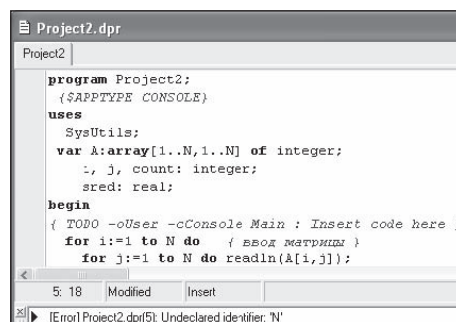 Project2.dpr
Project2
program Project2;
{$APPTYPE CONSOLE}
uses
SysUtils;
var A:array[1..N,1..N] of integer;
i, j, count: integer;
sred: real;
begin
{ TODO -oUser -cConsole Main : Insert code here }
for i:=1 to N do { ввод матрицы }
for j:=1 to N do readln(A[i,j]);
5: 18 Modified Insert
[Error] Project2.dpr(5): Undeclared identifier: 'N'